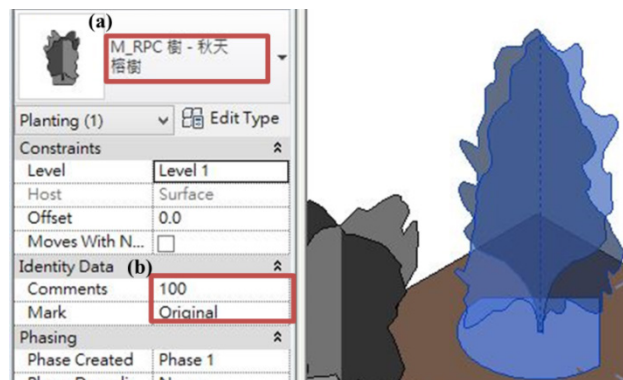 (a)
M_RPC 樹 - 秋天
榕樹
Planting (1)
Edit Type
Constraints
Level Level 1
Host Surface
Offset 0.0
Moves With N...
Identity Data (b)
Comments 100
Mark Original
Phasing
Phase Created Phase 1